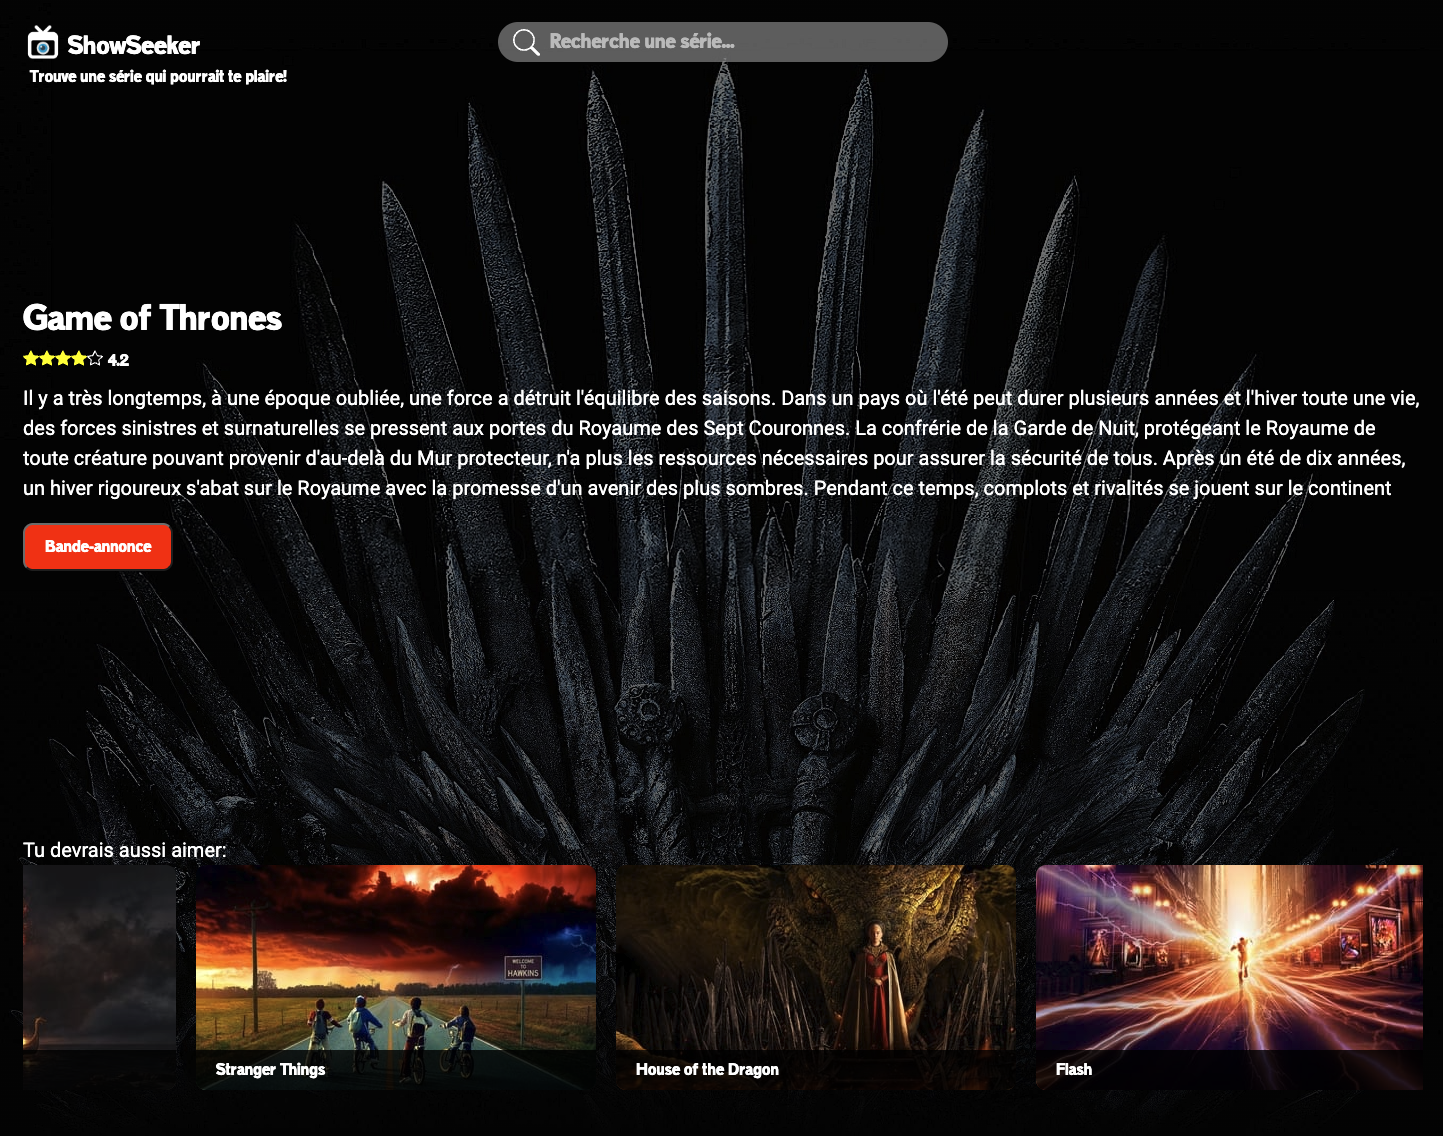 ShowSeeker
Recherche une série...
Trouve une série qui pourrait te plaire!
Game of Thrones
4.2
Il y a très longtemps, à une époque oubliée, une force a détruit l'équilibre des saisons. Dans un pays où l'été peut durer plusieurs années et l'hiver toute une vie,
des forces sinistres et surnaturelles se pressent aux portes du Royaume des Sept Couronnes. La confrérie de la Garde de Nuit, protégeant le Royaume de
toute créature pouvant provenir d'au-delà du Mur protecteur, n'a plus les ressources nécessaires pour assurer la sécurité de tous. Après un été de dix années,
un hiver rigoureux s'abat sur le Royaume avec la promesse d'un avenir des plus sombres. Pendant ce temps, complots et rivalités se jouent sur le continent
Bande-annonce
Tu devrais aussi aimer:
WELCOME
TO
HAWKINS
Stranger Things
House of the Dragon
Flash